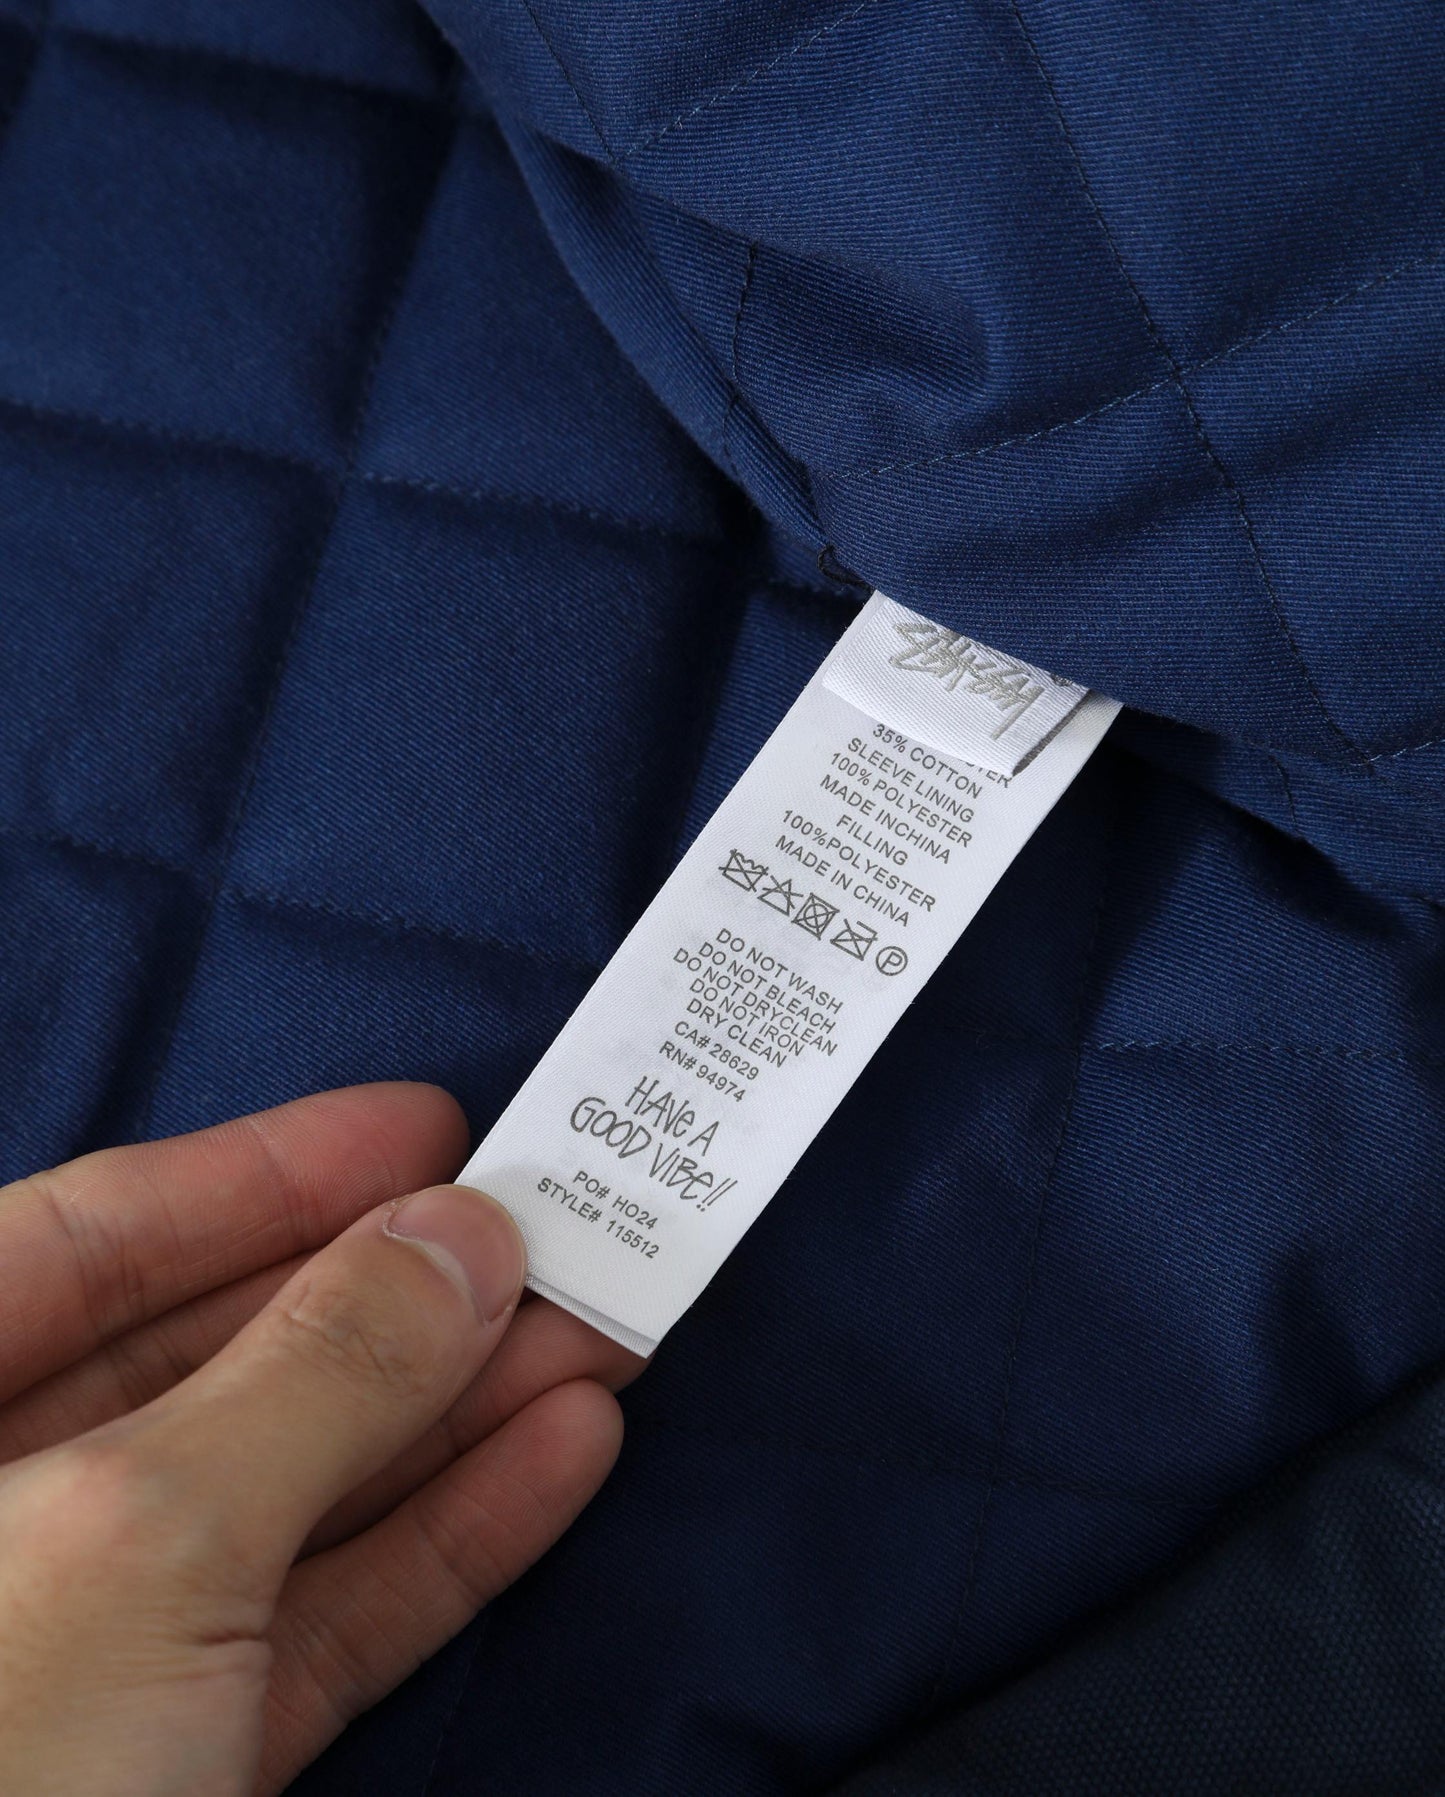 STÜSSY
35% COTTON
SLEEVE LINING
100% POLYESTER
MADE INCHINA
FILLING
100%POLYESTER
MADE IN CHINA
P
DO NOT WASH
DO NOT BLEACH
DO NOT DRYCLEAN
DO NOT IRON
DRY CLEAN
CA# 28629
RN# 94974
HAVE A
GOOD VIBE!!
PO# HO24
STYLE# 115512